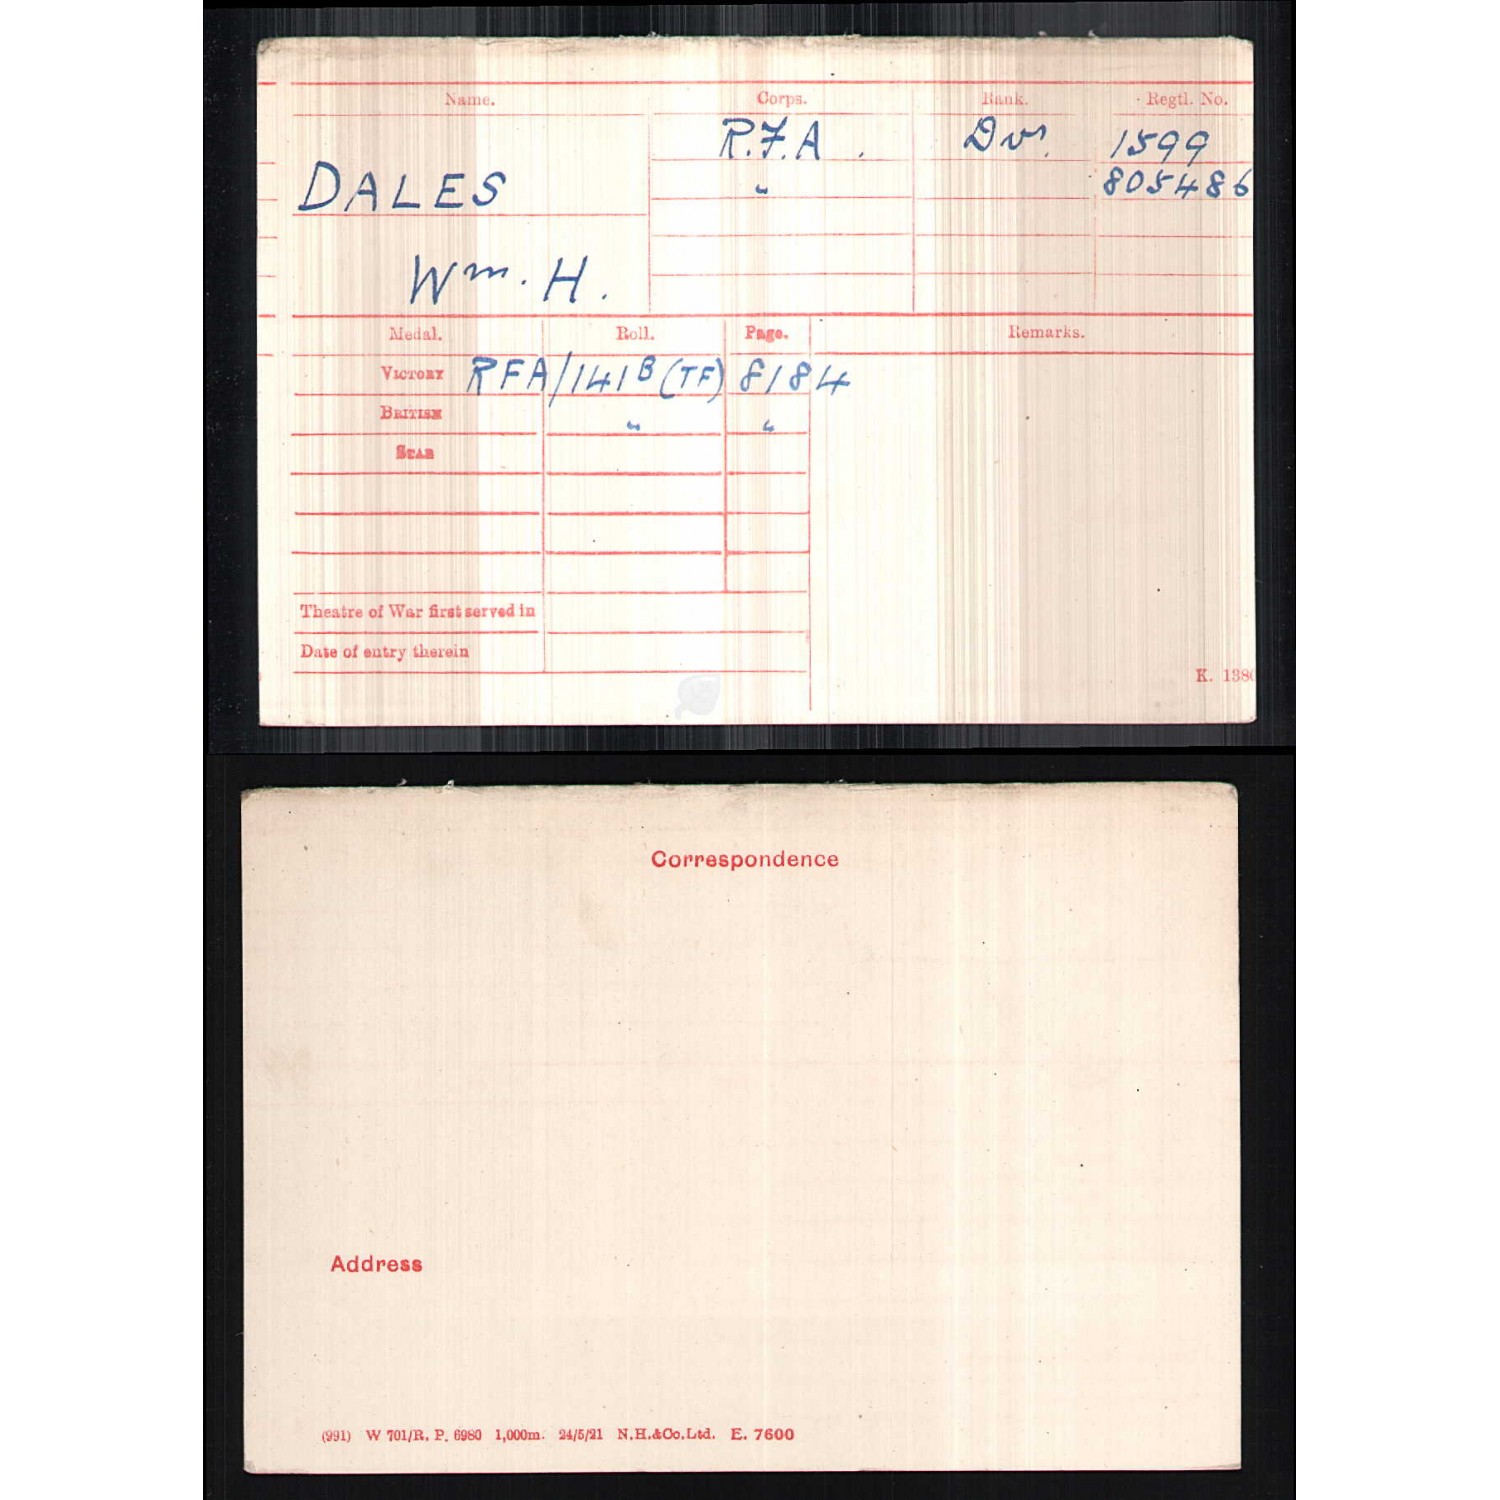 Name. Corps. Rank. Regtl. No.
R.F.A. Dvr. 1599
DALES " 805486
Wm. H.
Medal. Roll. Page. Remarks.
VICTORY RFA/141B (TF) 8184
BRITISH " "
STAR
Theatre of War first served in
Date of entry therein
K. 1380
Correspondence
Address
(991) W 701/R. P. 6980 1,000m. 24/5/21 N.H.&Co.Ltd. E. 7600